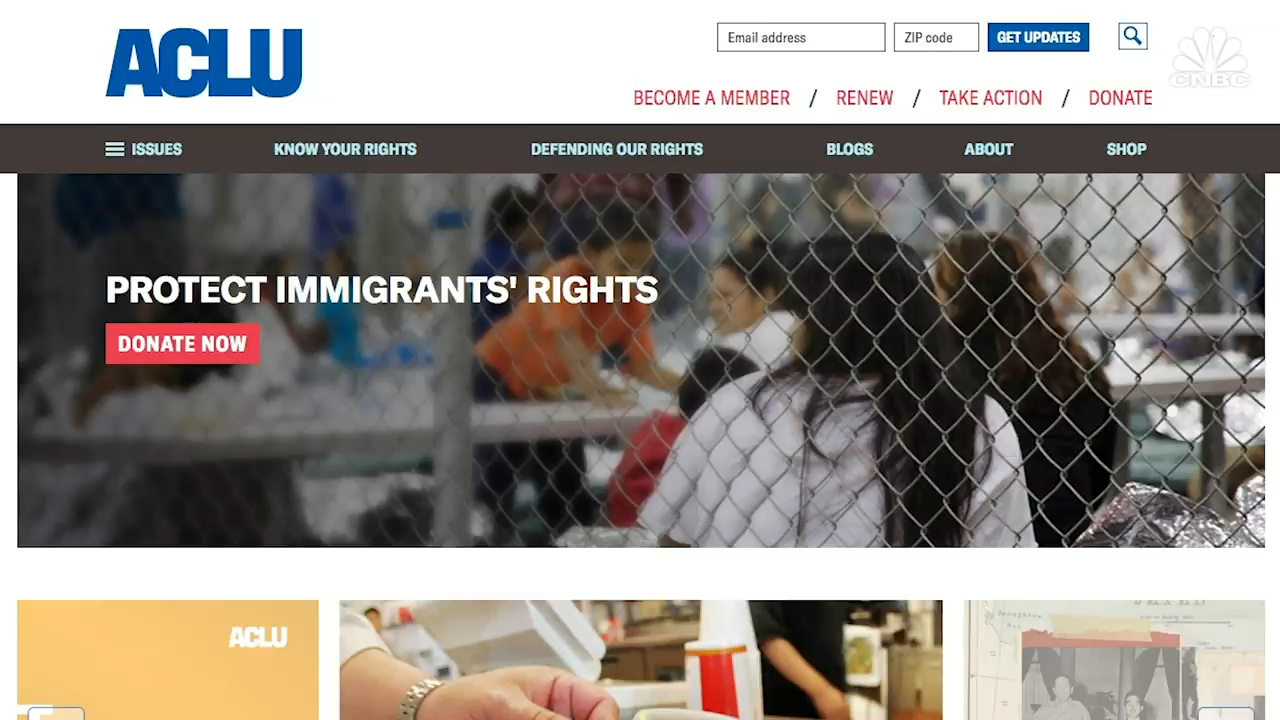 ACLU
Email address
ZIP code
GET UPDATES
CNBC
BECOME A MEMBER / RENEW / TAKE ACTION / DONATE
ISSUES
KNOW YOUR RIGHTS
DEFENDING OUR RIGHTS
BLOGS
ABOUT
SHOP
PROTECT IMMIGRANTS' RIGHTS
DONATE NOW
ACLU